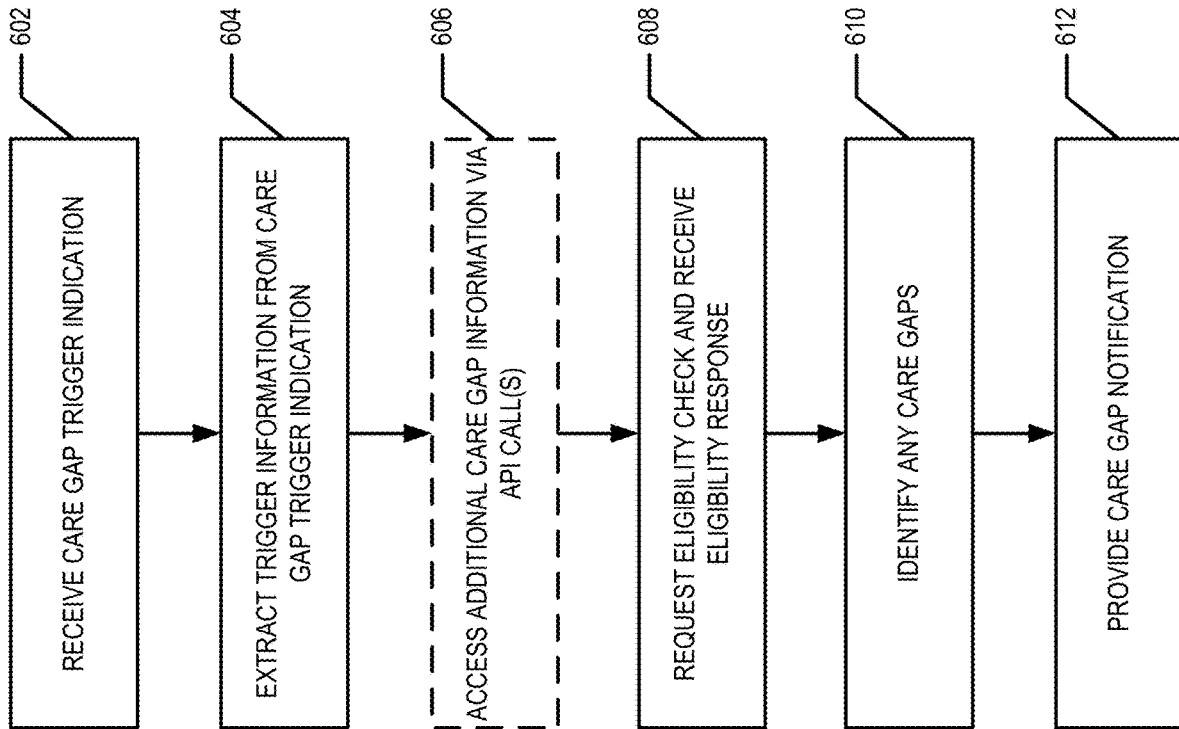 602
RECEIVE CARE GAP TRIGGER INDICATION
604
EXTRACT TRIGGER INFORMATION FROM CARE
GAP TRIGGER INDICATION
606
ACCESS ADDITIONAL CARE GAP INFORMATION VIA
API CALL(S)
608
REQUEST ELIGIBILITY CHECK AND RECEIVE
ELIGIBILITY RESPONSE
610
IDENTIFY ANY CARE GAPS
612
PROVIDE CARE GAP NOTIFICATION